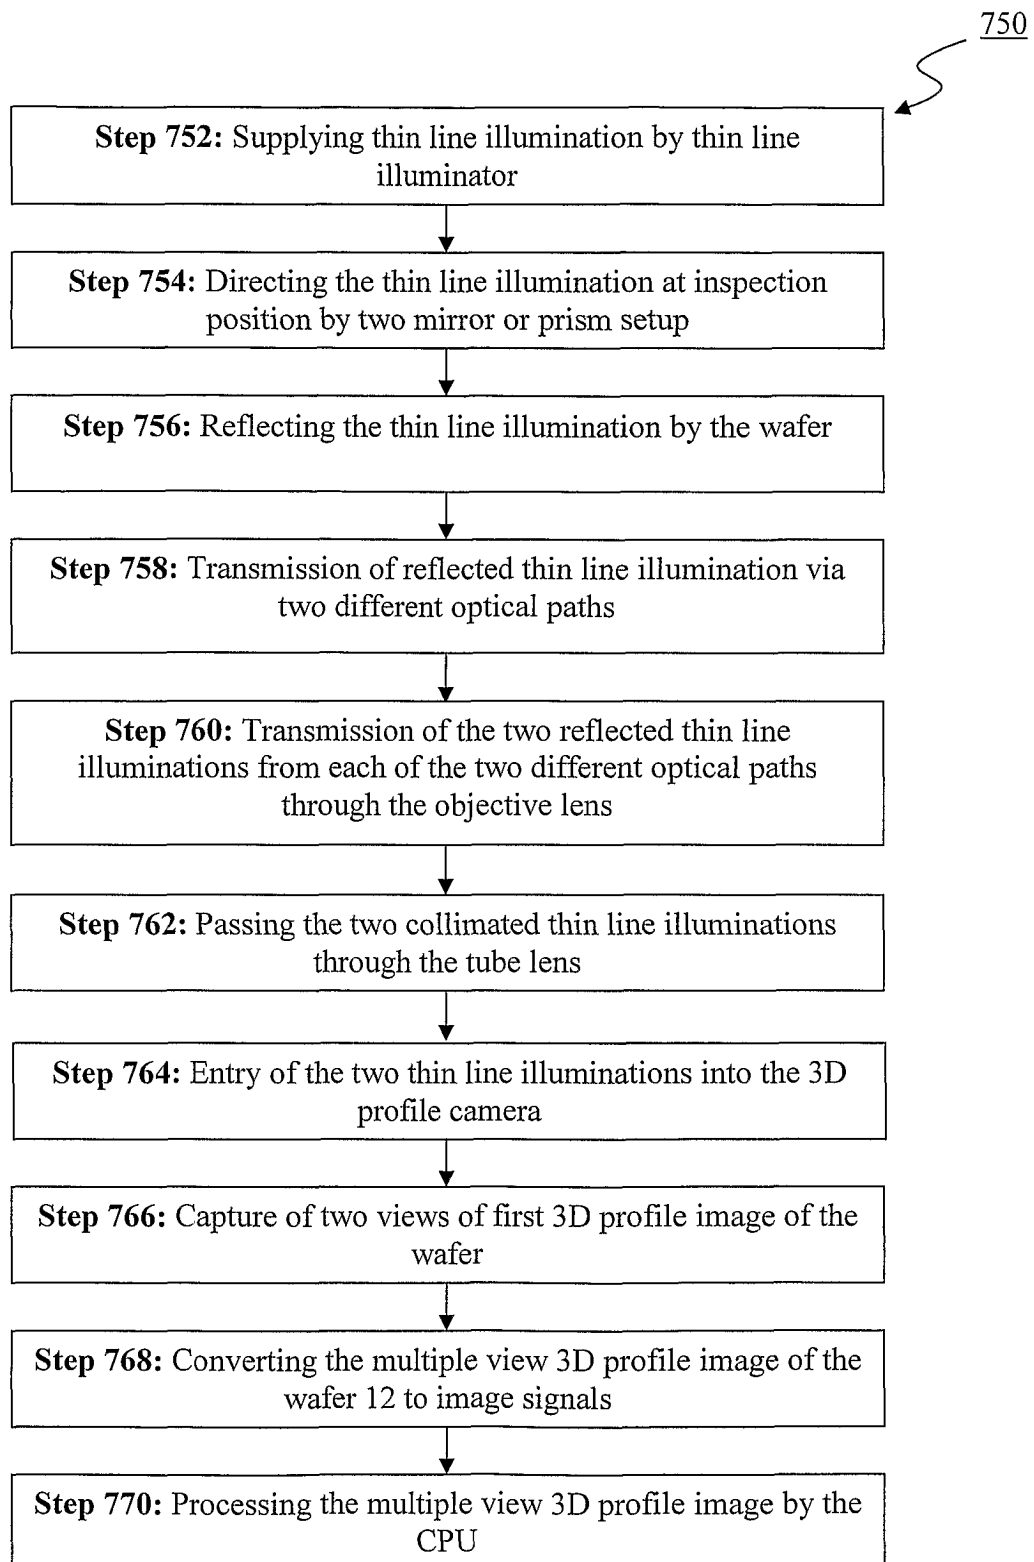 750
Step 752: Supplying thin line illumination by thin line
illuminator
Step 754: Directing the thin line illumination at inspection
position by two mirror or prism setup
Step 756: Reflecting the thin line illumination by the wafer
Step 758: Transmission of reflected thin line illumination via
two different optical paths
Step 760: Transmission of the two reflected thin line
illuminations from each of the two different optical paths
through the objective lens
Step 762: Passing the two collimated thin line illuminations
through the tube lens
Step 764: Entry of the two thin line illuminations into the 3D
profile camera
Step 766: Capture of two views of first 3D profile image of the
wafer
Step 768: Converting the multiple view 3D profile image of the
wafer 12 to image signals
Step 770: Processing the multiple view 3D profile image by the
CPU